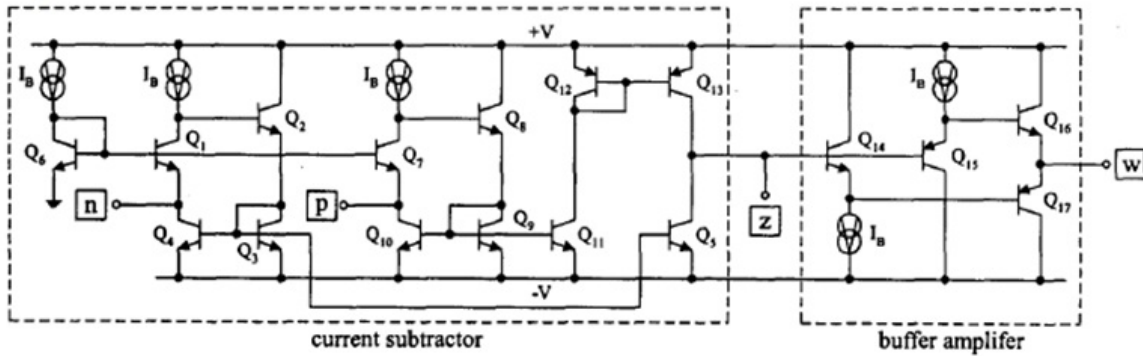 +V
I_B
I_B
I_B
Q_12
Q_13
I_B
Q_2
Q_8
Q_16
Q_6
Q_1
Q_7
Q_14
Q_15
w
n
p
z
Q_17
Q_4
Q_3
Q_10
Q_9
Q_11
Q_5
I_B
-V
current subtractor
buffer amplifer